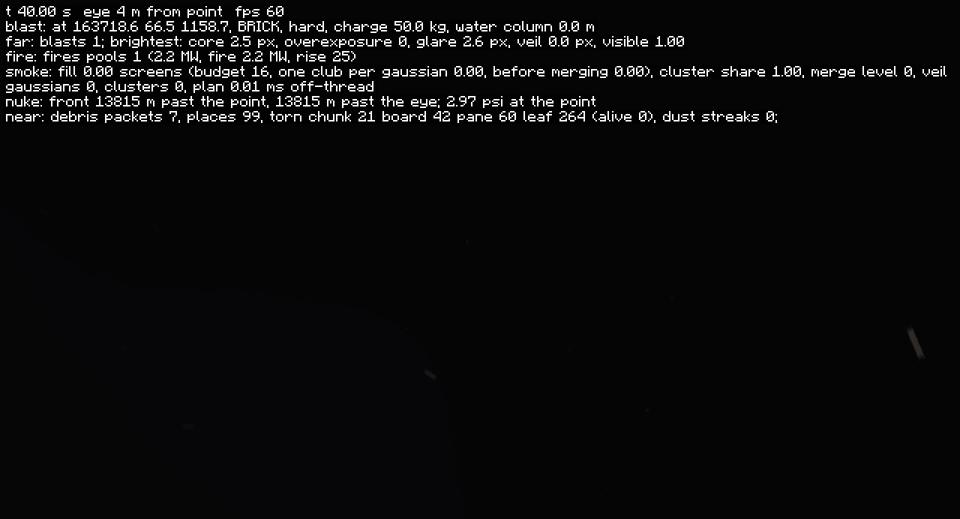 t 40.00 s  eye 4 m from point  fps 60
blast: at 163718.6 66.5 1158.7, BRICK, hard, charge 50.0 kg, water column 0.0 m
far: blasts 1; brightest: core 2.5 px, overexposure 0, glare 2.6 px, veil 0.0 px, visible 1.00
fire: fires pools 1 (2.2 MW, fire 2.2 MW, rise 25)
smoke: fill 0.00 screens (budget 16, one club per gaussian 0.00, before merging 0.00), cluster share 1.00, merge level 0, veil
gaussians 0, clusters 0, plan 0.01 ms off-thread
nuke: front 13815 m past the point, 13815 m past the eye; 2.97 psi at the point
near: debris packets 7, places 99, torn chunk 21 board 42 pane 60 leaf 264 (alive 0), dust streaks 0;